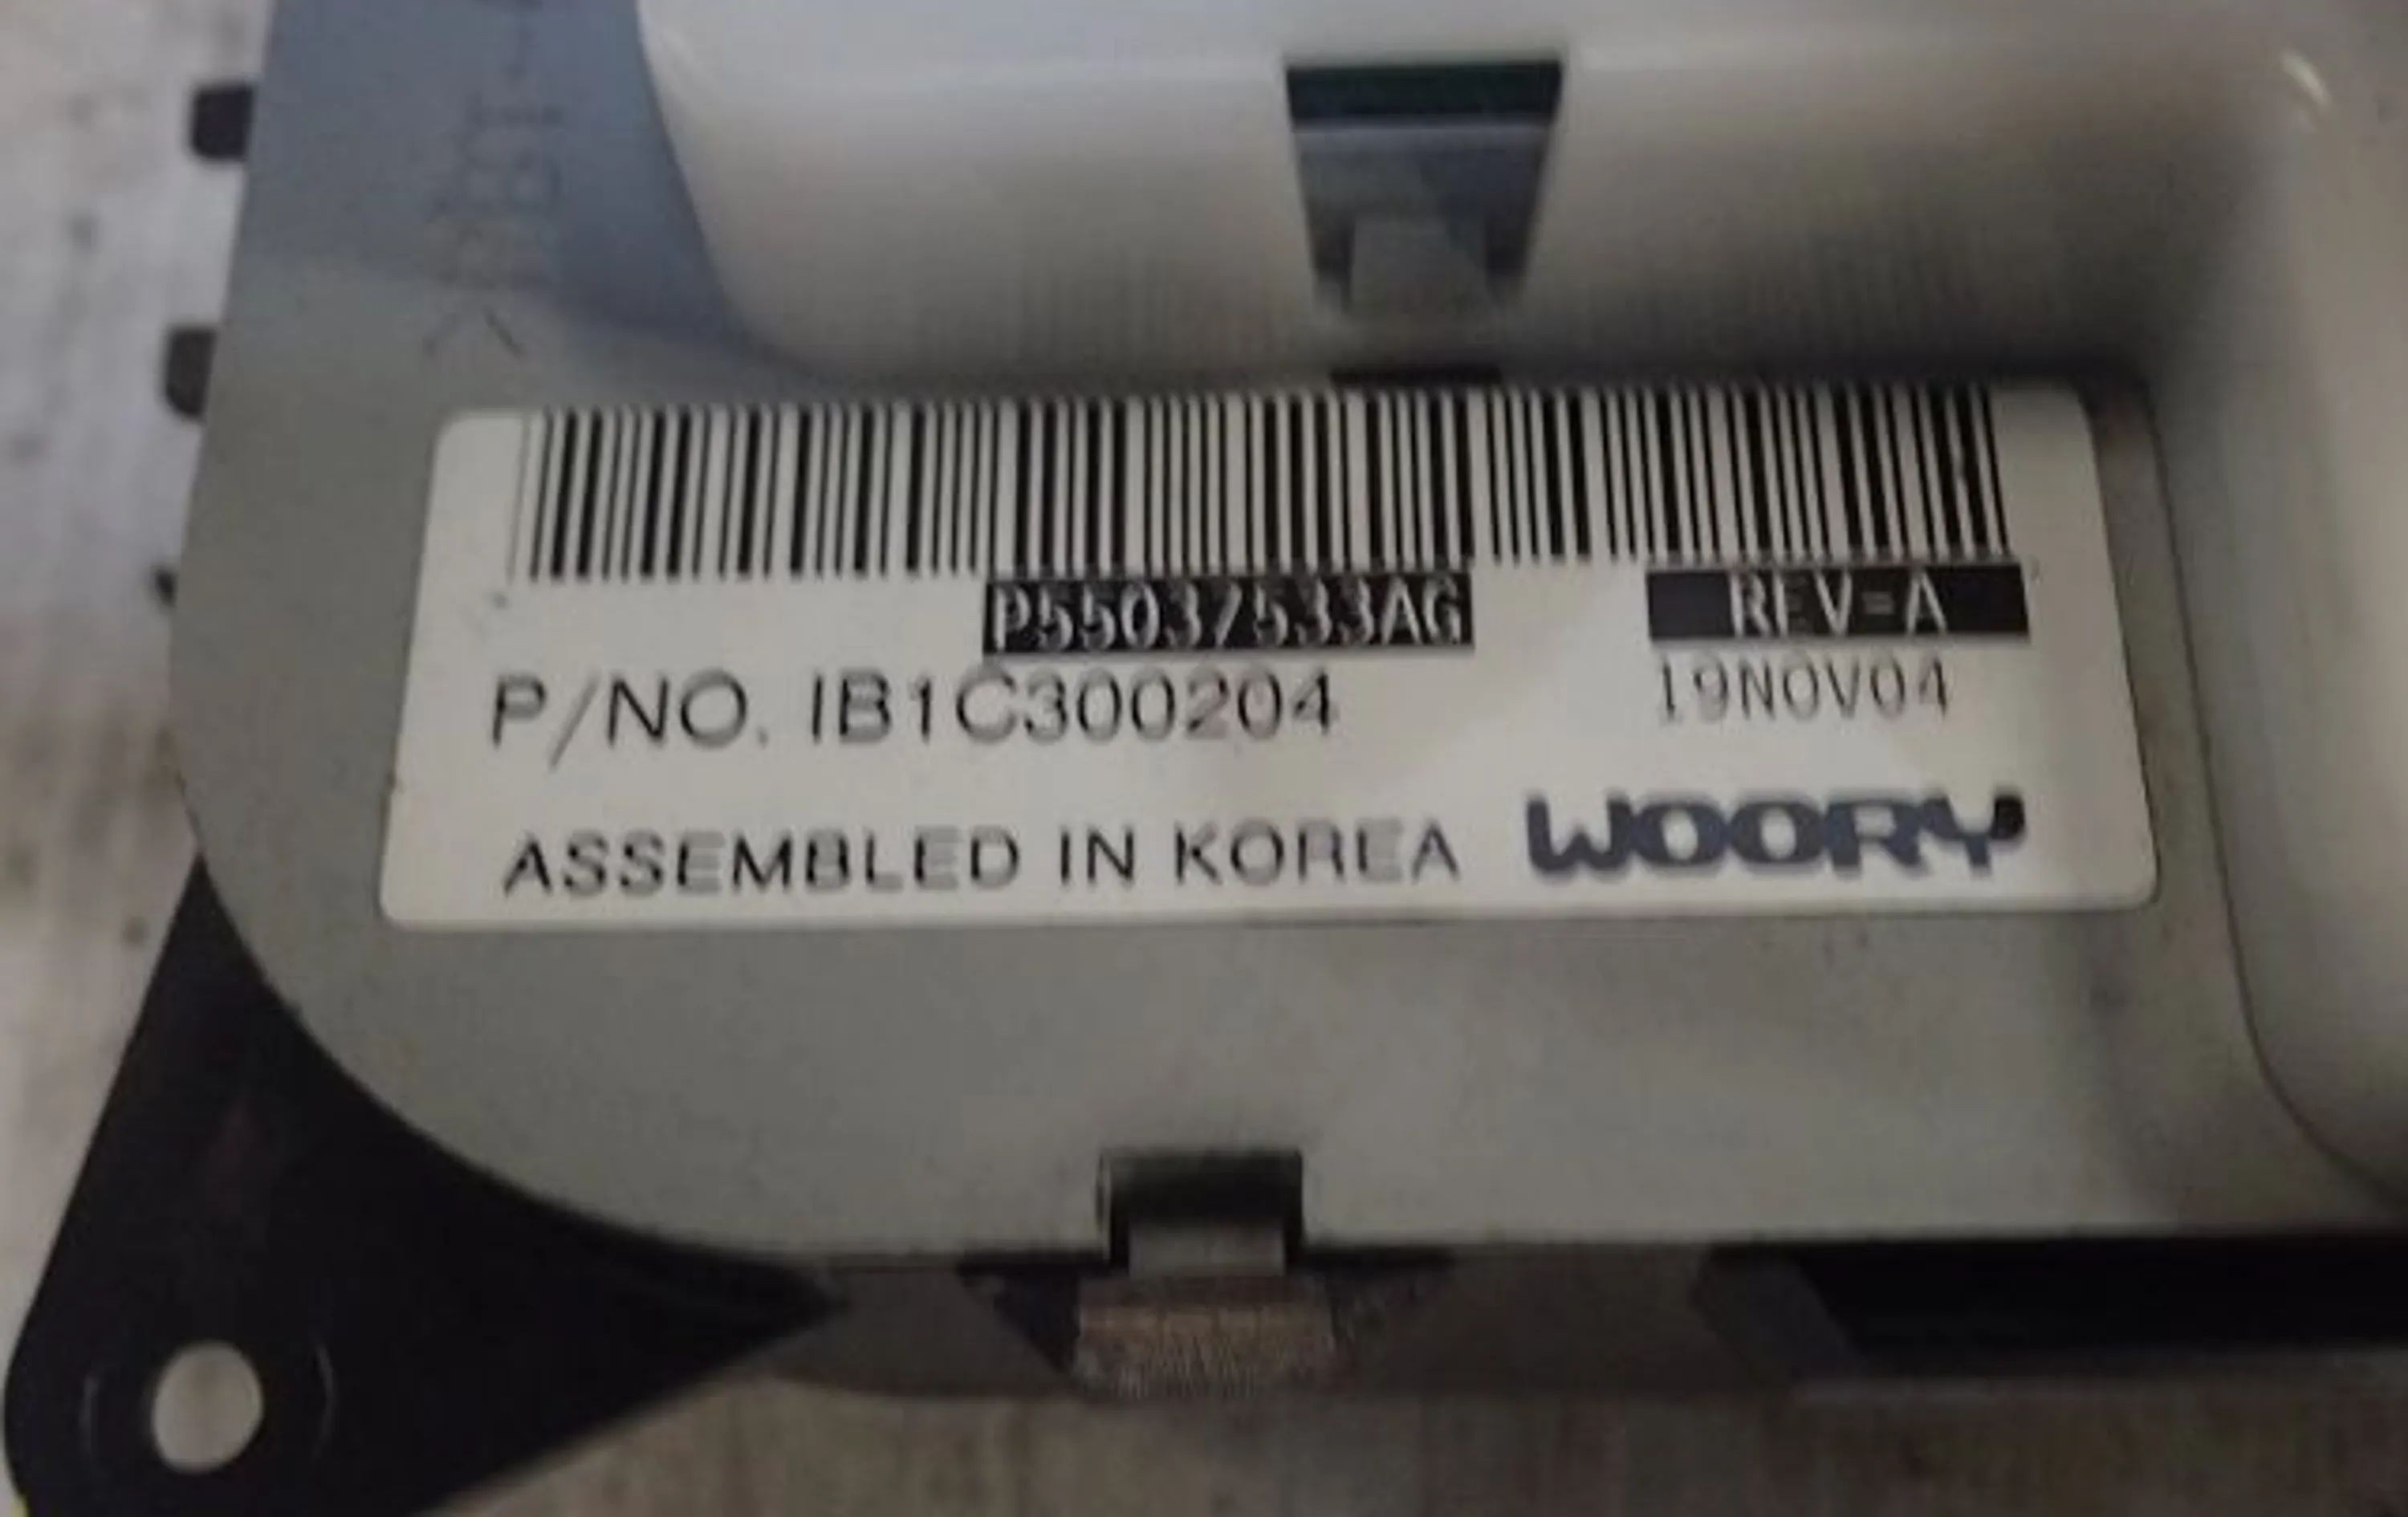 P55037533AG REV-A
P/NO. IB1C300204 19NOV04
ASSEMBLED IN KOREA WOORY